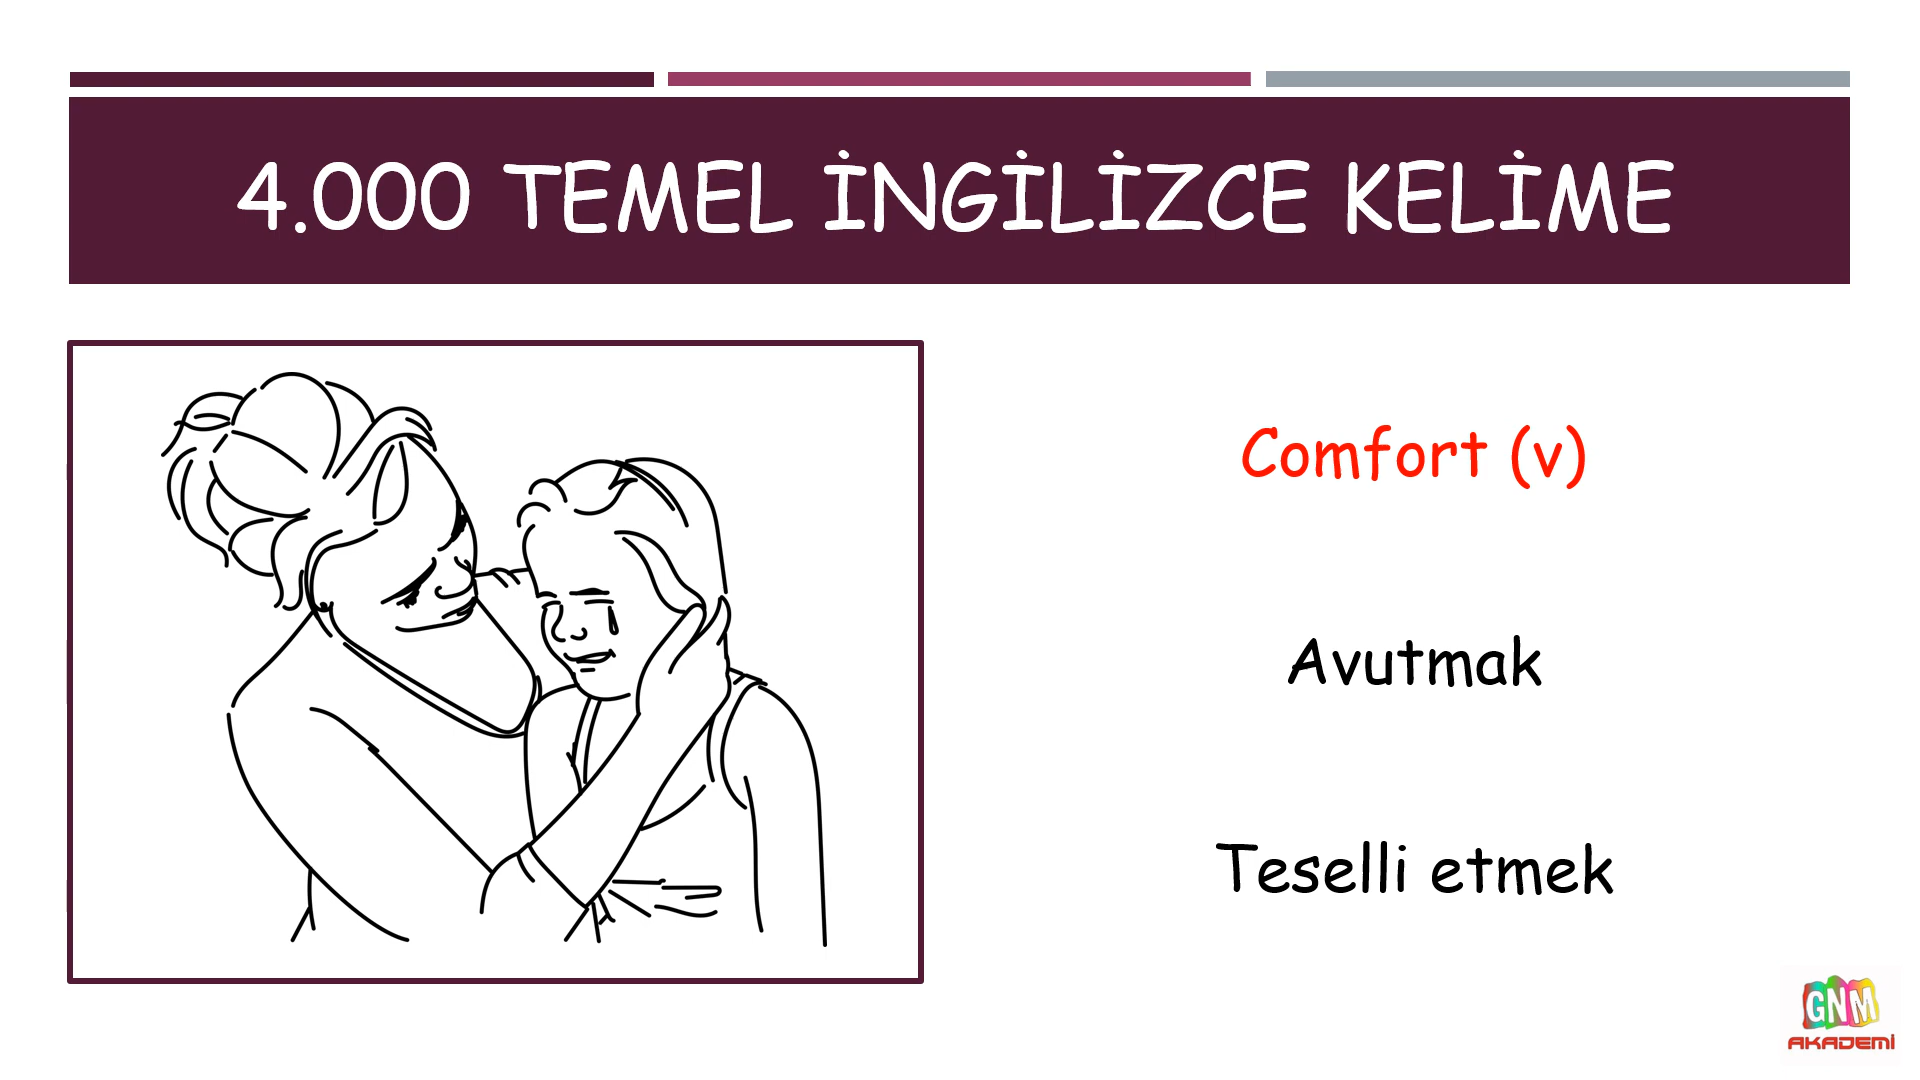 4.000 TEMEL İNGİLİZCE KELİME
Comfort (v)
Avutmak
Teselli etmek
GNM
AKADEMİ